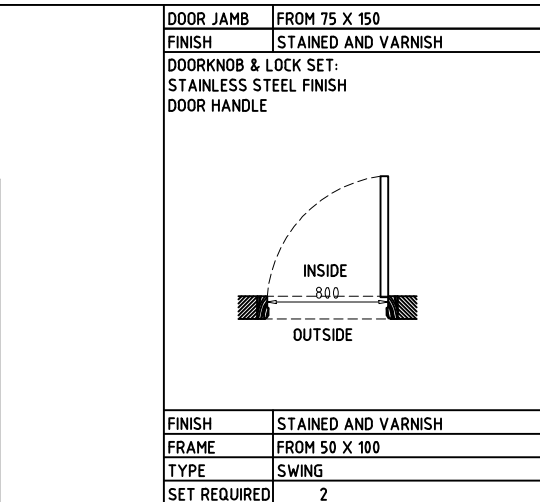 DOOR JAMB FROM 75 X 150
FINISH STAINED AND VARNISH
DOORKNOB & LOCK SET:
STAINLESS STEEL FINISH
DOOR HANDLE
INSIDE
800
OUTSIDE
FINISH STAINED AND VARNISH
FRAME FROM 50 X 100
TYPE SWING
SET REQUIRED 2